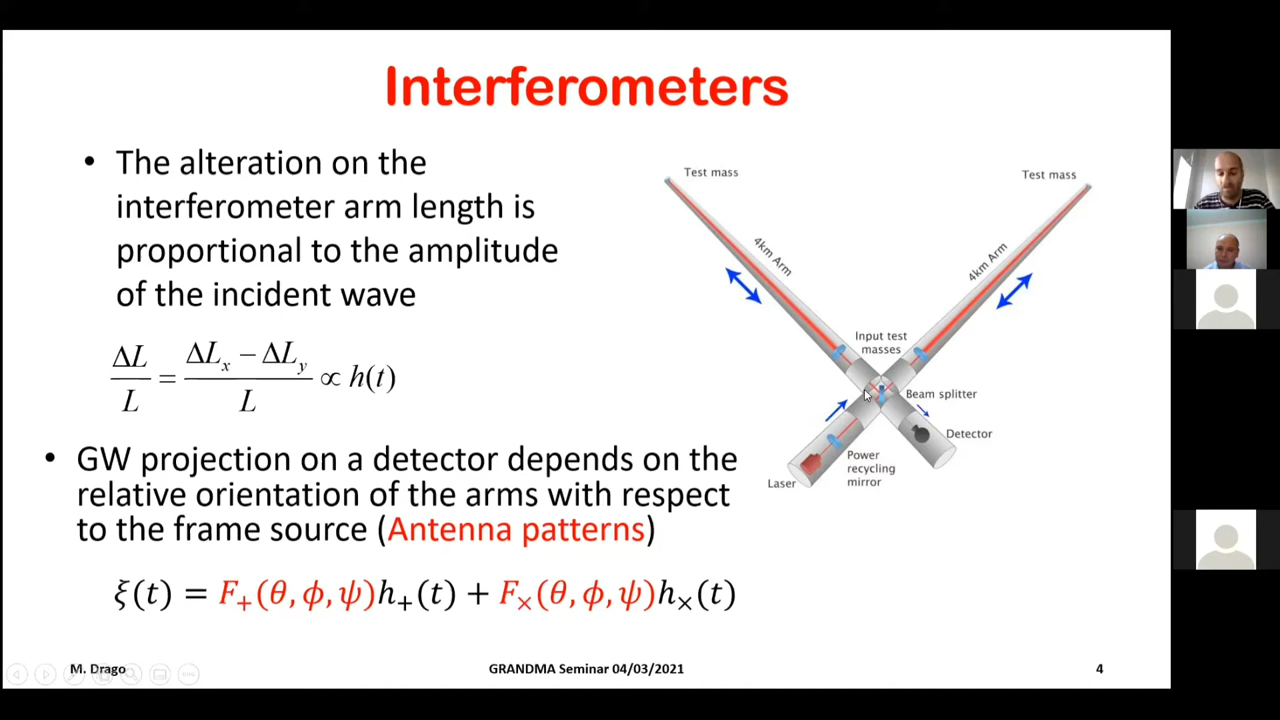 Interferometers
• The alteration on the
interferometer arm length is
proportional to the amplitude
of the incident wave
ΔL/L = (ΔLₓ − ΔL_y)/L ∝ h(t)
• GW projection on a detector depends on the
relative orientation of the arms with respect
to the frame source (Antenna patterns)
ξ(t) = F₊(θ, ϕ, ψ)h₊(t) + F×(θ, ϕ, ψ)h×(t)
Test mass
Test mass
4km Arm
4km Arm
Input test
masses
Beam splitter
Detector
Power
recycling
mirror
Laser
M. Drago
GRANDMA Seminar 04/03/2021
4